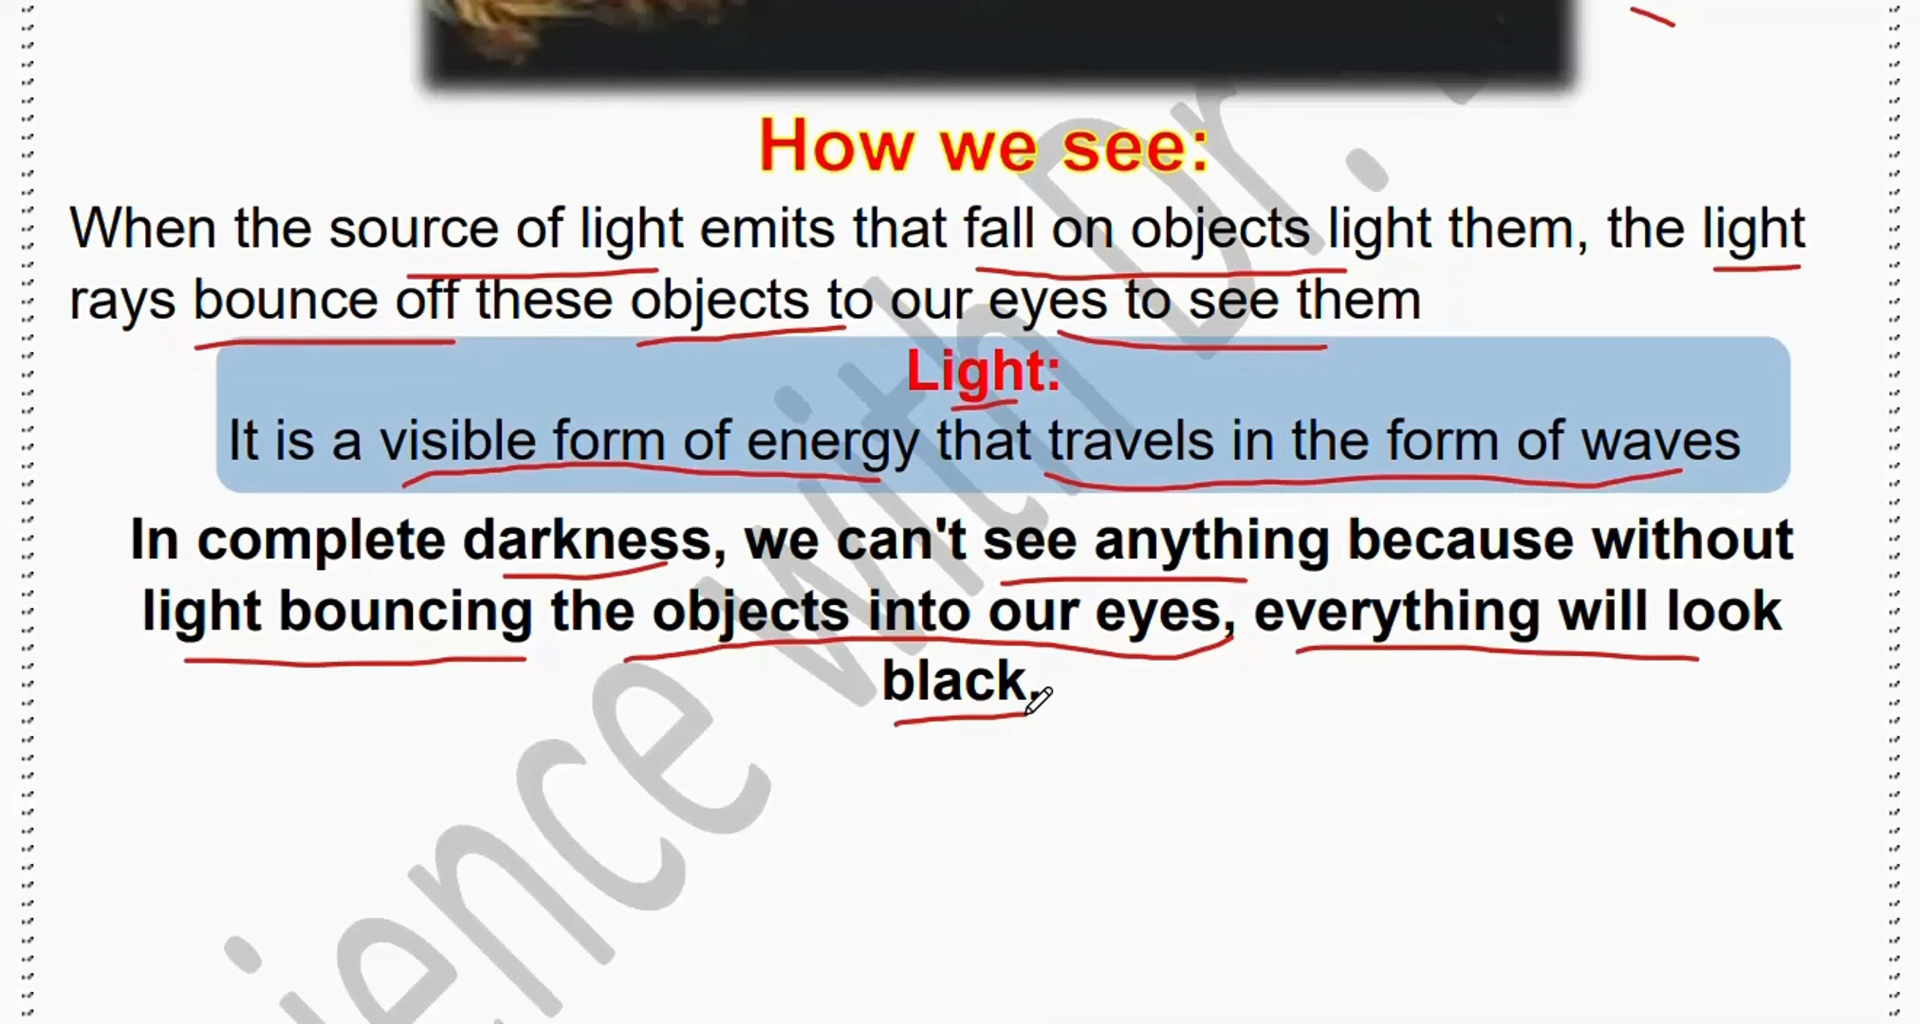 How we see:
When the source of light emits that fall on objects light them, the light
rays bounce off these objects to our eyes to see them
Light:
It is a visible form of energy that travels in the form of waves
In complete darkness, we can't see anything because without
light bouncing the objects into our eyes, everything will look
black.
ience with Dr.